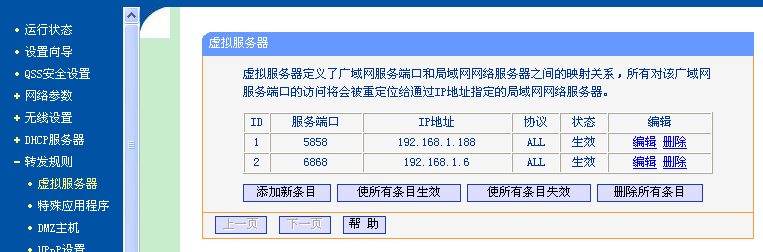 运行状态
设置向导
QSS安全设置
网络参数
无线设置
DHCP服务器
转发规则
虚拟服务器
特殊应用程序
DMZ主机
UPnP设置
虚拟服务器
虚拟服务器定义了广域网服务端口和局域网网络服务器之间的映射关系，所有对该广域网
服务端口的访问将会被重定位给通过IP地址指定的局域网网络服务器。
ID 服务端口 IP地址 协议 状态 编辑
1 5858 192.168.1.188 ALL 生效 编辑 删除
2 6868 192.168.1.6 ALL 生效 编辑 删除
添加新条目 使所有条目生效 使所有条目失效 删除所有条目
上一页 下一页 帮 助